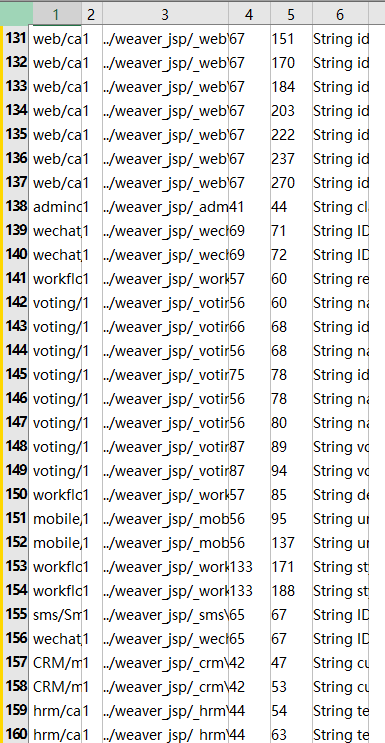 1 2 3 4 5 6
131 web/ca 1 ../weaver_jsp/_web\ 67 151 String id
132 web/ca 1 ../weaver_jsp/_web\ 67 170 String id
133 web/ca 1 ../weaver_jsp/_web\ 67 184 String id
134 web/ca 1 ../weaver_jsp/_web\ 67 203 String id
135 web/ca 1 ../weaver_jsp/_web\ 67 222 String id
136 web/ca 1 ../weaver_jsp/_web\ 67 237 String id
137 web/ca 1 ../weaver_jsp/_web\ 67 270 String id
138 adminc 1 ../weaver_jsp/_adm 41 44 String cl
139 wechat, 1 ../weaver_jsp/_wecl 69 71 String ID
140 wechat, 1 ../weaver_jsp/_wecl 69 72 String ID
141 workflo 1 ../weaver_jsp/_work 57 60 String re
142 voting/ 1 ../weaver_jsp/_votir 56 60 String na
143 voting/ 1 ../weaver_jsp/_votir 66 68 String id
144 voting/ 1 ../weaver_jsp/_votir 56 68 String na
145 voting/ 1 ../weaver_jsp/_votir 75 78 String id
146 voting/ 1 ../weaver_jsp/_votir 56 78 String na
147 voting/ 1 ../weaver_jsp/_votir 56 80 String na
148 voting/ 1 ../weaver_jsp/_votir 87 89 String vo
149 voting/ 1 ../weaver_jsp/_votir 87 94 String vo
150 workflo 1 ../weaver_jsp/_work 57 85 String de
151 mobile, 1 ../weaver_jsp/_mob 56 95 String ur
152 mobile, 1 ../weaver_jsp/_mob 56 137 String ur
153 workflo 1 ../weaver_jsp/_work 133 171 String sty
154 workflo 1 ../weaver_jsp/_work 133 188 String sty
155 sms/Sm 1 ../weaver_jsp/_sms\ 65 67 String ID
156 wechat, 1 ../weaver_jsp/_wecl 65 67 String ID
157 CRM/m 1 ../weaver_jsp/_crm\ 42 47 String cu
158 CRM/m 1 ../weaver_jsp/_crm\ 42 53 String cu
159 hrm/ca 1 ../weaver_jsp/_hrm\ 44 54 String te
160 hrm/ca 1 ../weaver_jsp/_hrm\ 44 63 String te